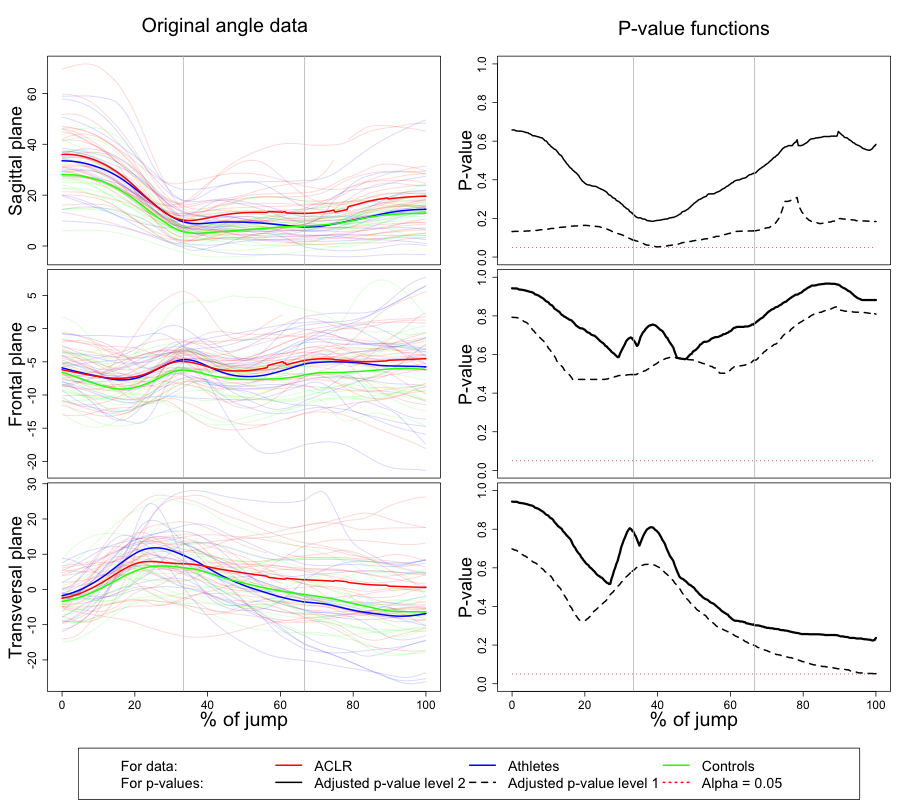 Original angle data
P-value functions
Sagittal plane
0 20 40 60
P-value
0.0 0.2 0.4 0.6 0.8 1.0
Frontal plane
-20 -15 -10 -5 0 5
P-value
0.0 0.2 0.4 0.6 0.8 1.0
Transversal plane
-20 -10 0 10 20 30
P-value
0.0 0.2 0.4 0.6 0.8 1.0
0 20 40 60 80 100
% of jump
0 20 40 60 80 100
% of jump
For data: ACLR Athletes Controls
For p-values: Adjusted p-value level 2 Adjusted p-value level 1 Alpha = 0.05